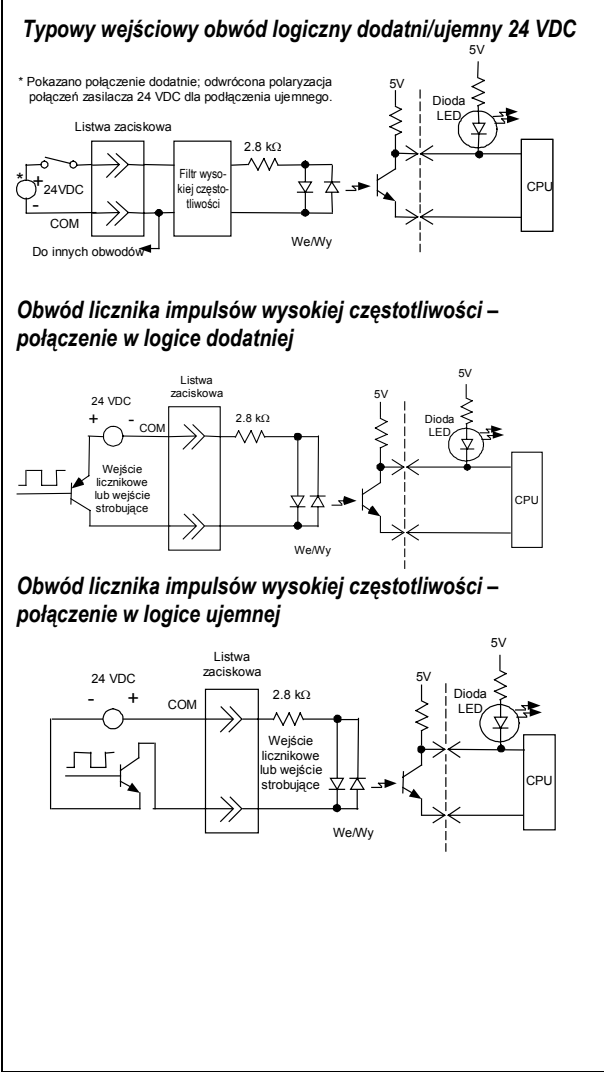 Typowy wejściowy obwód logiczny dodatni/ujemny 24 VDC
* Pokazano połączenie dodatnie; odwrócona polaryzacja
połączeń zasilacza 24 VDC dla podłączenia ujemnego.
5V
5V
Dioda
LED
Listwa zaciskowa
2.8 kΩ
Filtr wyso-
kiej często-
tliwości
*
+
24VDC
-
COM
CPU
We/Wy
Do innych obwodów
Obwód licznika impulsów wysokiej częstotliwości –
połączenie w logice dodatniej
Listwa
zaciskowa
5V
5V
24 VDC
+ -
COM
2.8 kΩ
Dioda
LED
Wejście
licznikowe
lub wejście
strobujące
CPU
We/Wy
Obwód licznika impulsów wysokiej częstotliwości –
połączenie w logice ujemnej
Listwa
zaciskowa
5V
5V
24 VDC
- +
COM
2.8 kΩ
Dioda
LED
Wejście
licznikowe
lub wejście
strobujące
CPU
We/Wy